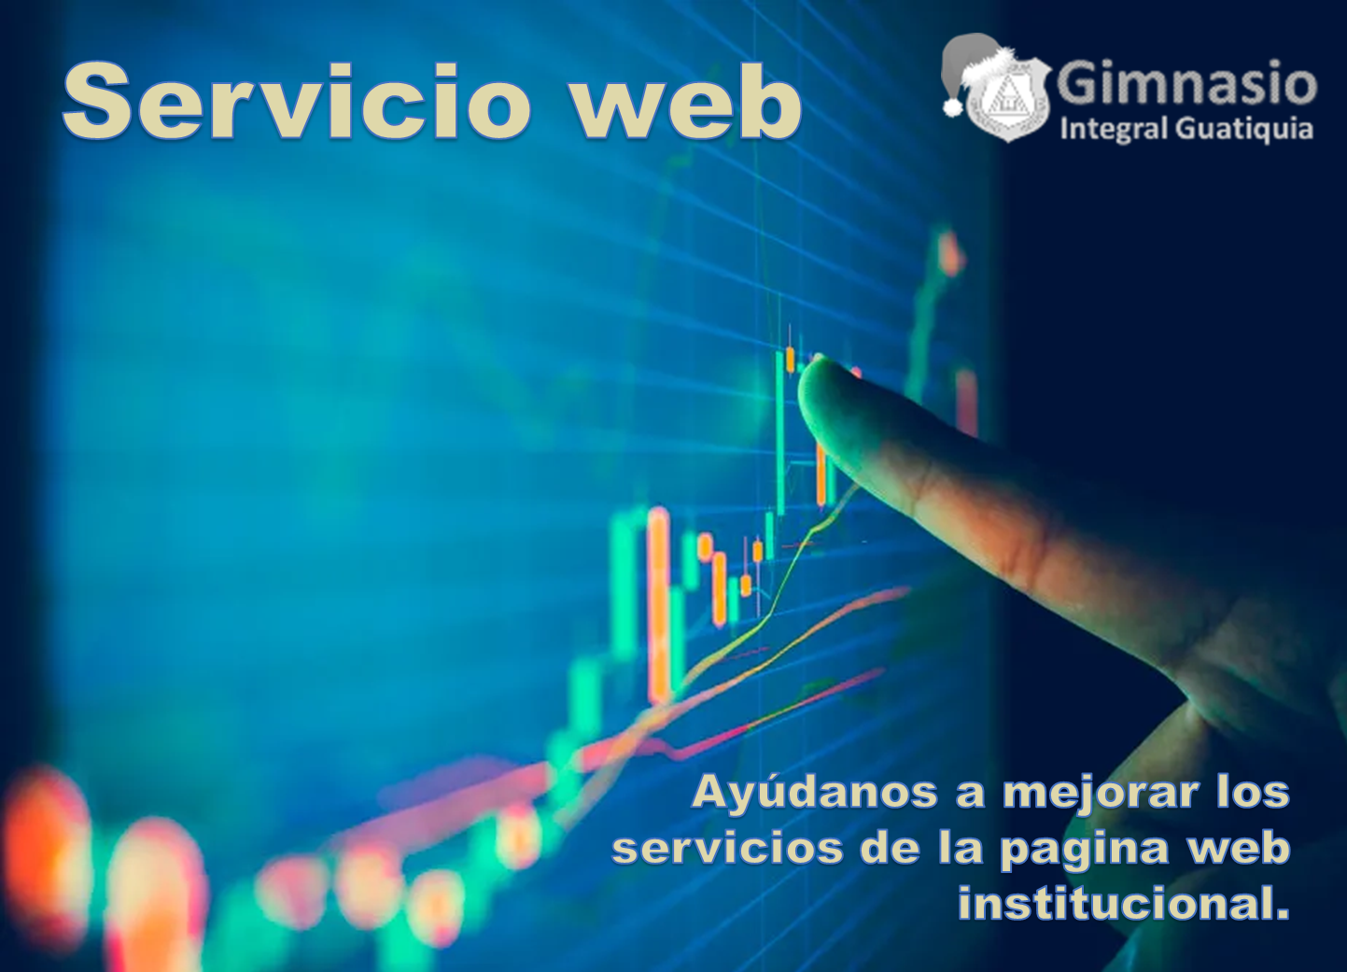 Servicio web
Gimnasio
Integral Guatiquia
Ayúdanos a mejorar los
servicios de la pagina web
institucional.